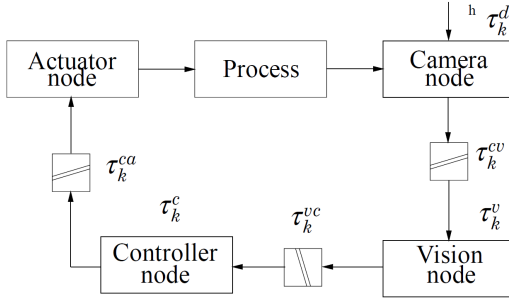 h τ_k^d
Actuator
node
Process
Camera
node
τ_k^{ca}
τ_k^{cv}
τ_k^c
τ_k^{vc}
τ_k^v
Controller
node
Vision
node